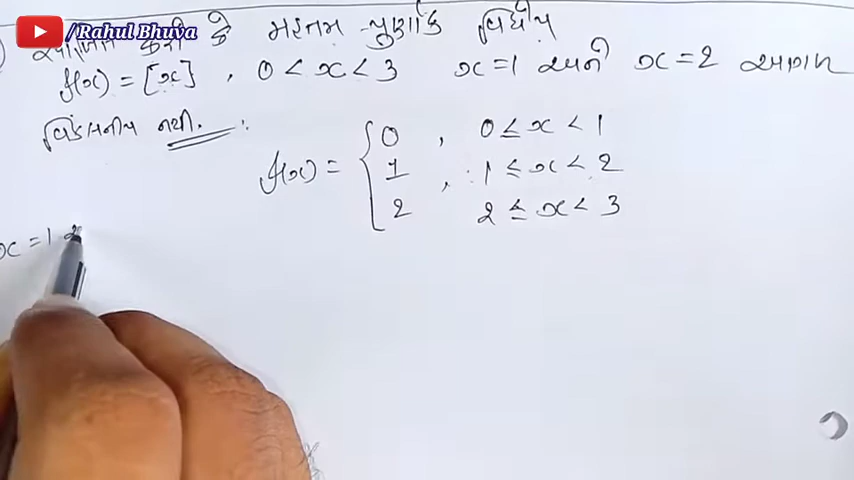 /Rahul Bhuva
સાબિત કરો કે મહત્તમ પૂર્ણાંક વિધેય
f(x) = [x] , 0 < x < 3 x = 1 અને x = 2 આગળ
વિકલનીય નથી. :
f(x) = { 0 , 0 ≤ x < 1
1 , 1 ≤ x < 2
2 2 ≤ x < 3
x = 1